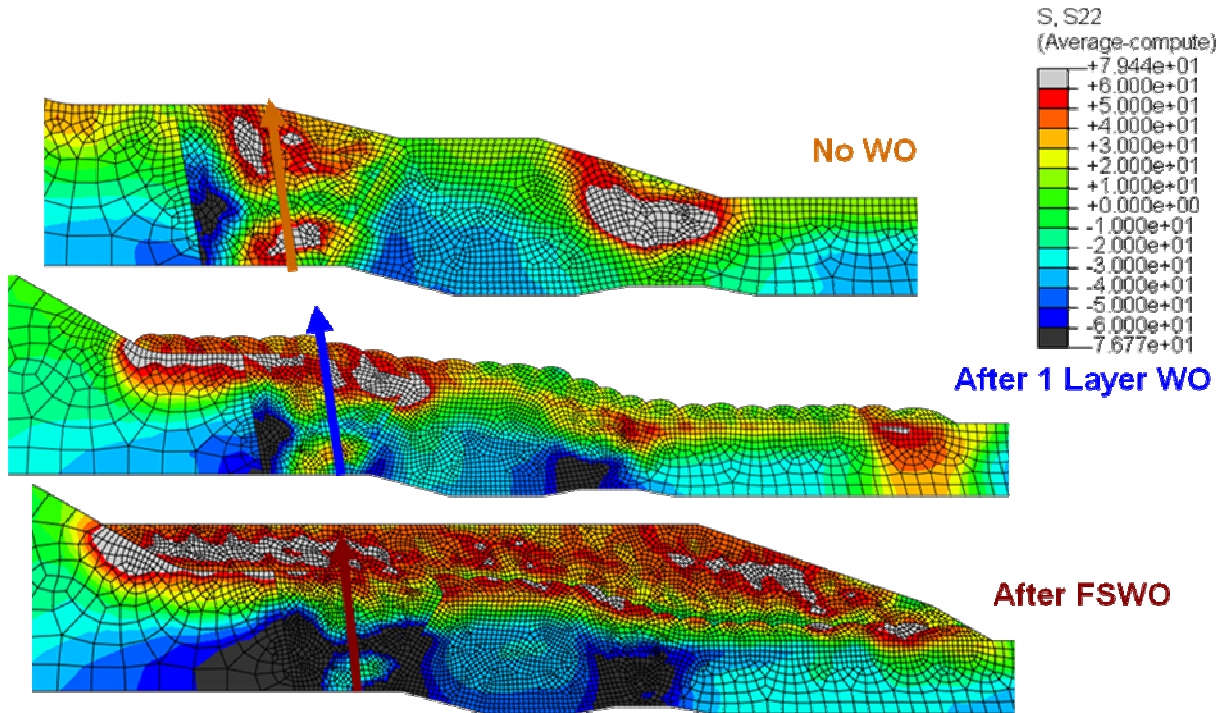 S, S22
(Average-compute)
+7.944e+01
+6.000e+01
+5.000e+01
+4.000e+01
+3.000e+01
+2.000e+01
+1.000e+01
+0.000e+00
-1.000e+01
-2.000e+01
-3.000e+01
-4.000e+01
-5.000e+01
-6.000e+01
-7.677e+01
No WO
After 1 Layer WO
After FSWO